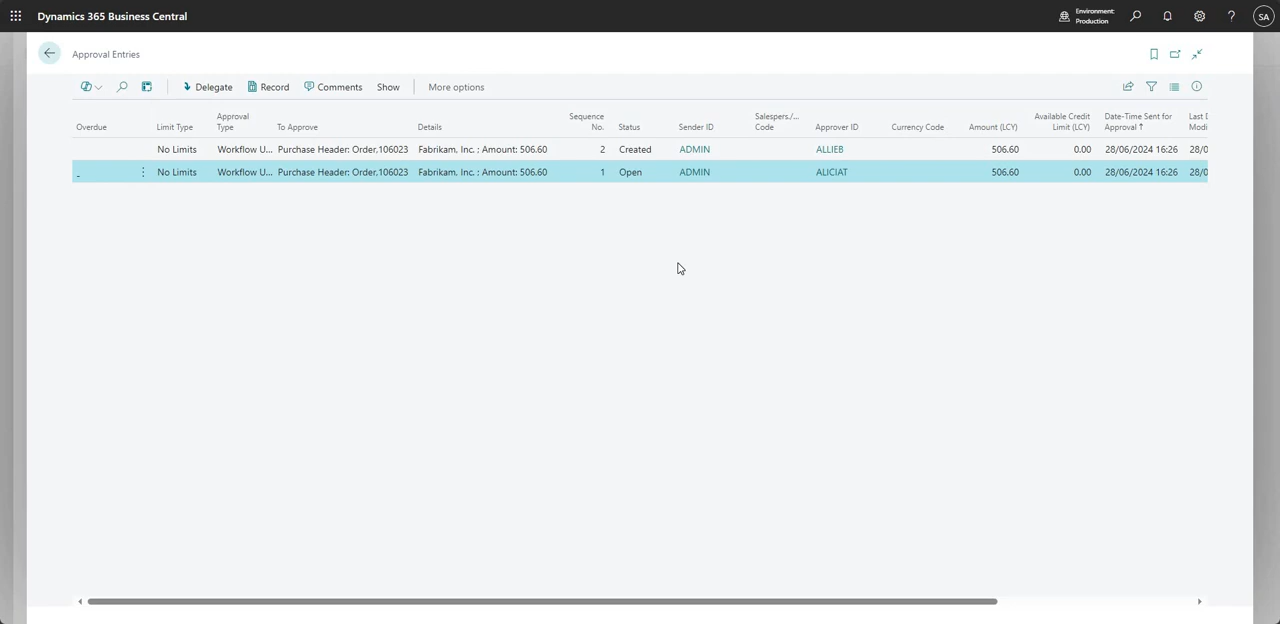 Dynamics 365 Business Central
Environment:
Production
?
SA
Approval Entries
Delegate
Record
Comments
Show
More options
Overdue
Limit Type
Approval
Type
To Approve
Details
Sequence
No.
Status
Sender ID
Salespers./...
Code
Approver ID
Currency Code
Amount (LCY)
Available Credit
Limit (LCY)
Date-Time Sent for
Approval ↑
Last D
Modi
No Limits Workflow U... Purchase Header: Order,106023 Fabrikam, Inc. ; Amount: 506.60 2 Created ADMIN ALLIEB 506.60 0.00 28/06/2024 16:26 28/0
_ No Limits Workflow U... Purchase Header: Order,106023 Fabrikam, Inc. ; Amount: 506.60 1 Open ADMIN ALICIAT 506.60 0.00 28/06/2024 16:26 28/0